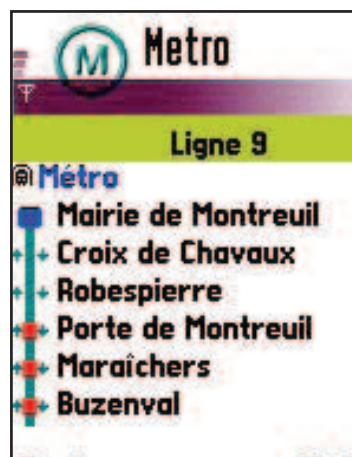 M Metro
Ligne 9
Métro
Mairie de Montreuil
Croix de Chavaux
Robespierre
Porte de Montreuil
Maraîchers
Buzenval